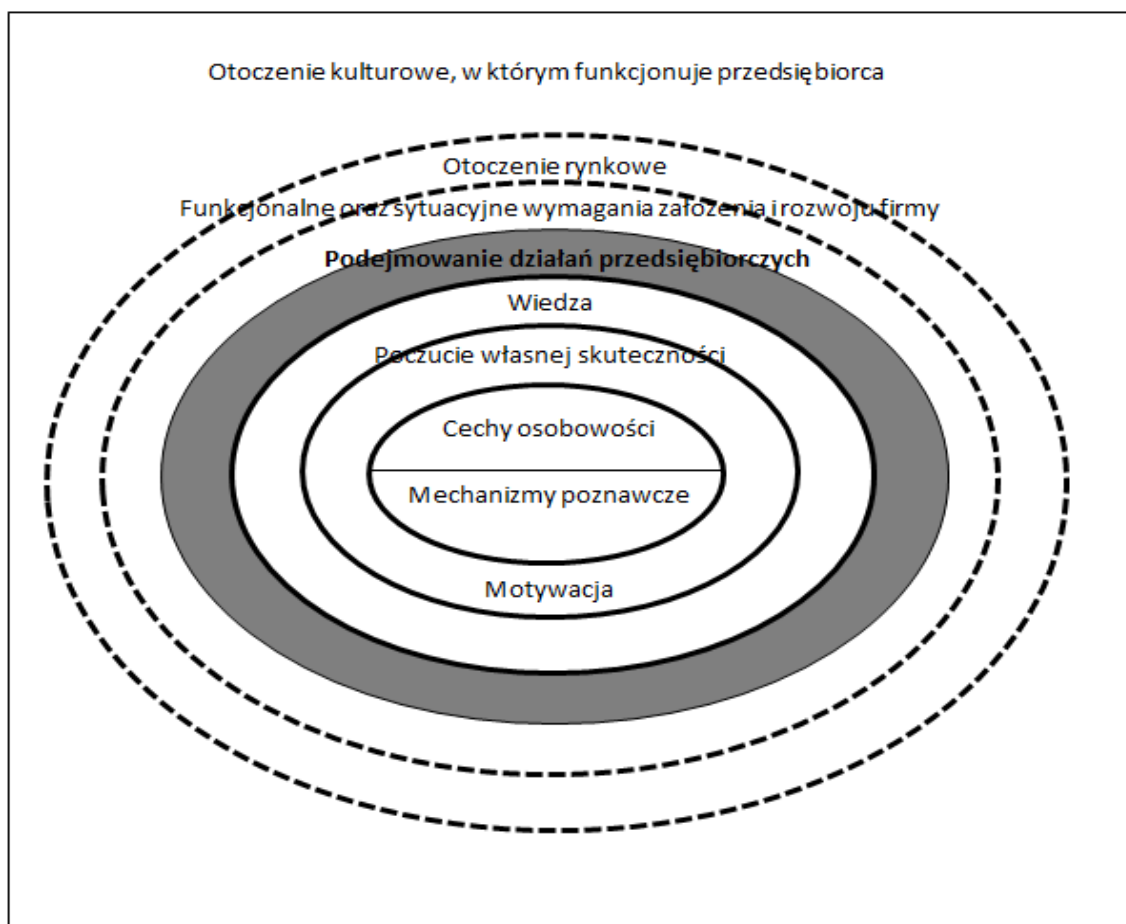 Otoczenie kulturowe, w którym funkcjonuje przedsiębiorca
Otoczenie rynkowe
Funkcjonalne oraz sytuacyjne wymagania założenia i rozwoju firmy
Podejmowanie działań przedsiębiorczych
Wiedza
Poczucie własnej skuteczności
Cechy osobowości
Mechanizmy poznawcze
Motywacja